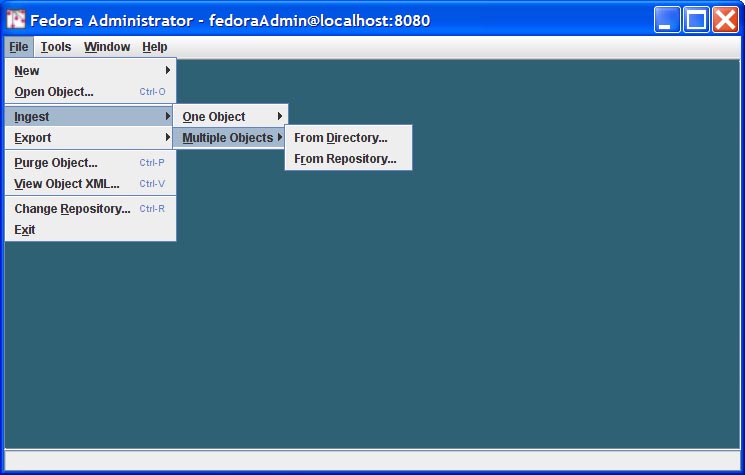 Fedora Administrator - fedoraAdmin@localhost:8080
File Tools Window Help
New
Open Object... Ctrl-O
Ingest
Export
Purge Object... Ctrl-P
View Object XML... Ctrl-V
Change Repository... Ctrl-R
Exit
One Object
Multiple Objects
From Directory...
From Repository...